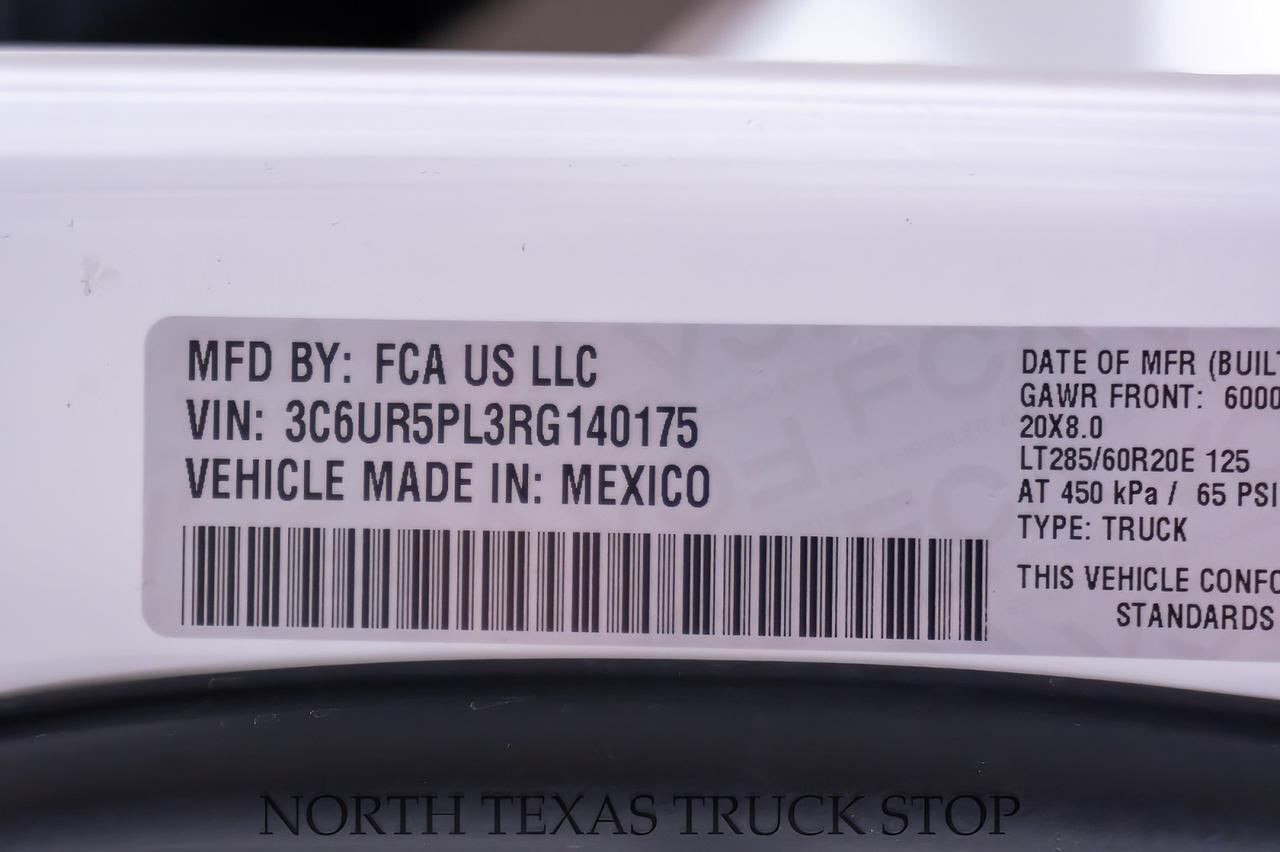 MFD BY: FCA US LLC
VIN: 3C6UR5PL3RG140175
VEHICLE MADE IN: MEXICO
DATE OF MFR (BUILT
GAWR FRONT: 6000
20X8.0
LT285/60R20E 125
AT 450 kPa / 65 PSI
TYPE: TRUCK
THIS VEHICLE CONFO
STANDARDS
NORTH TEXAS TRUCK STOP